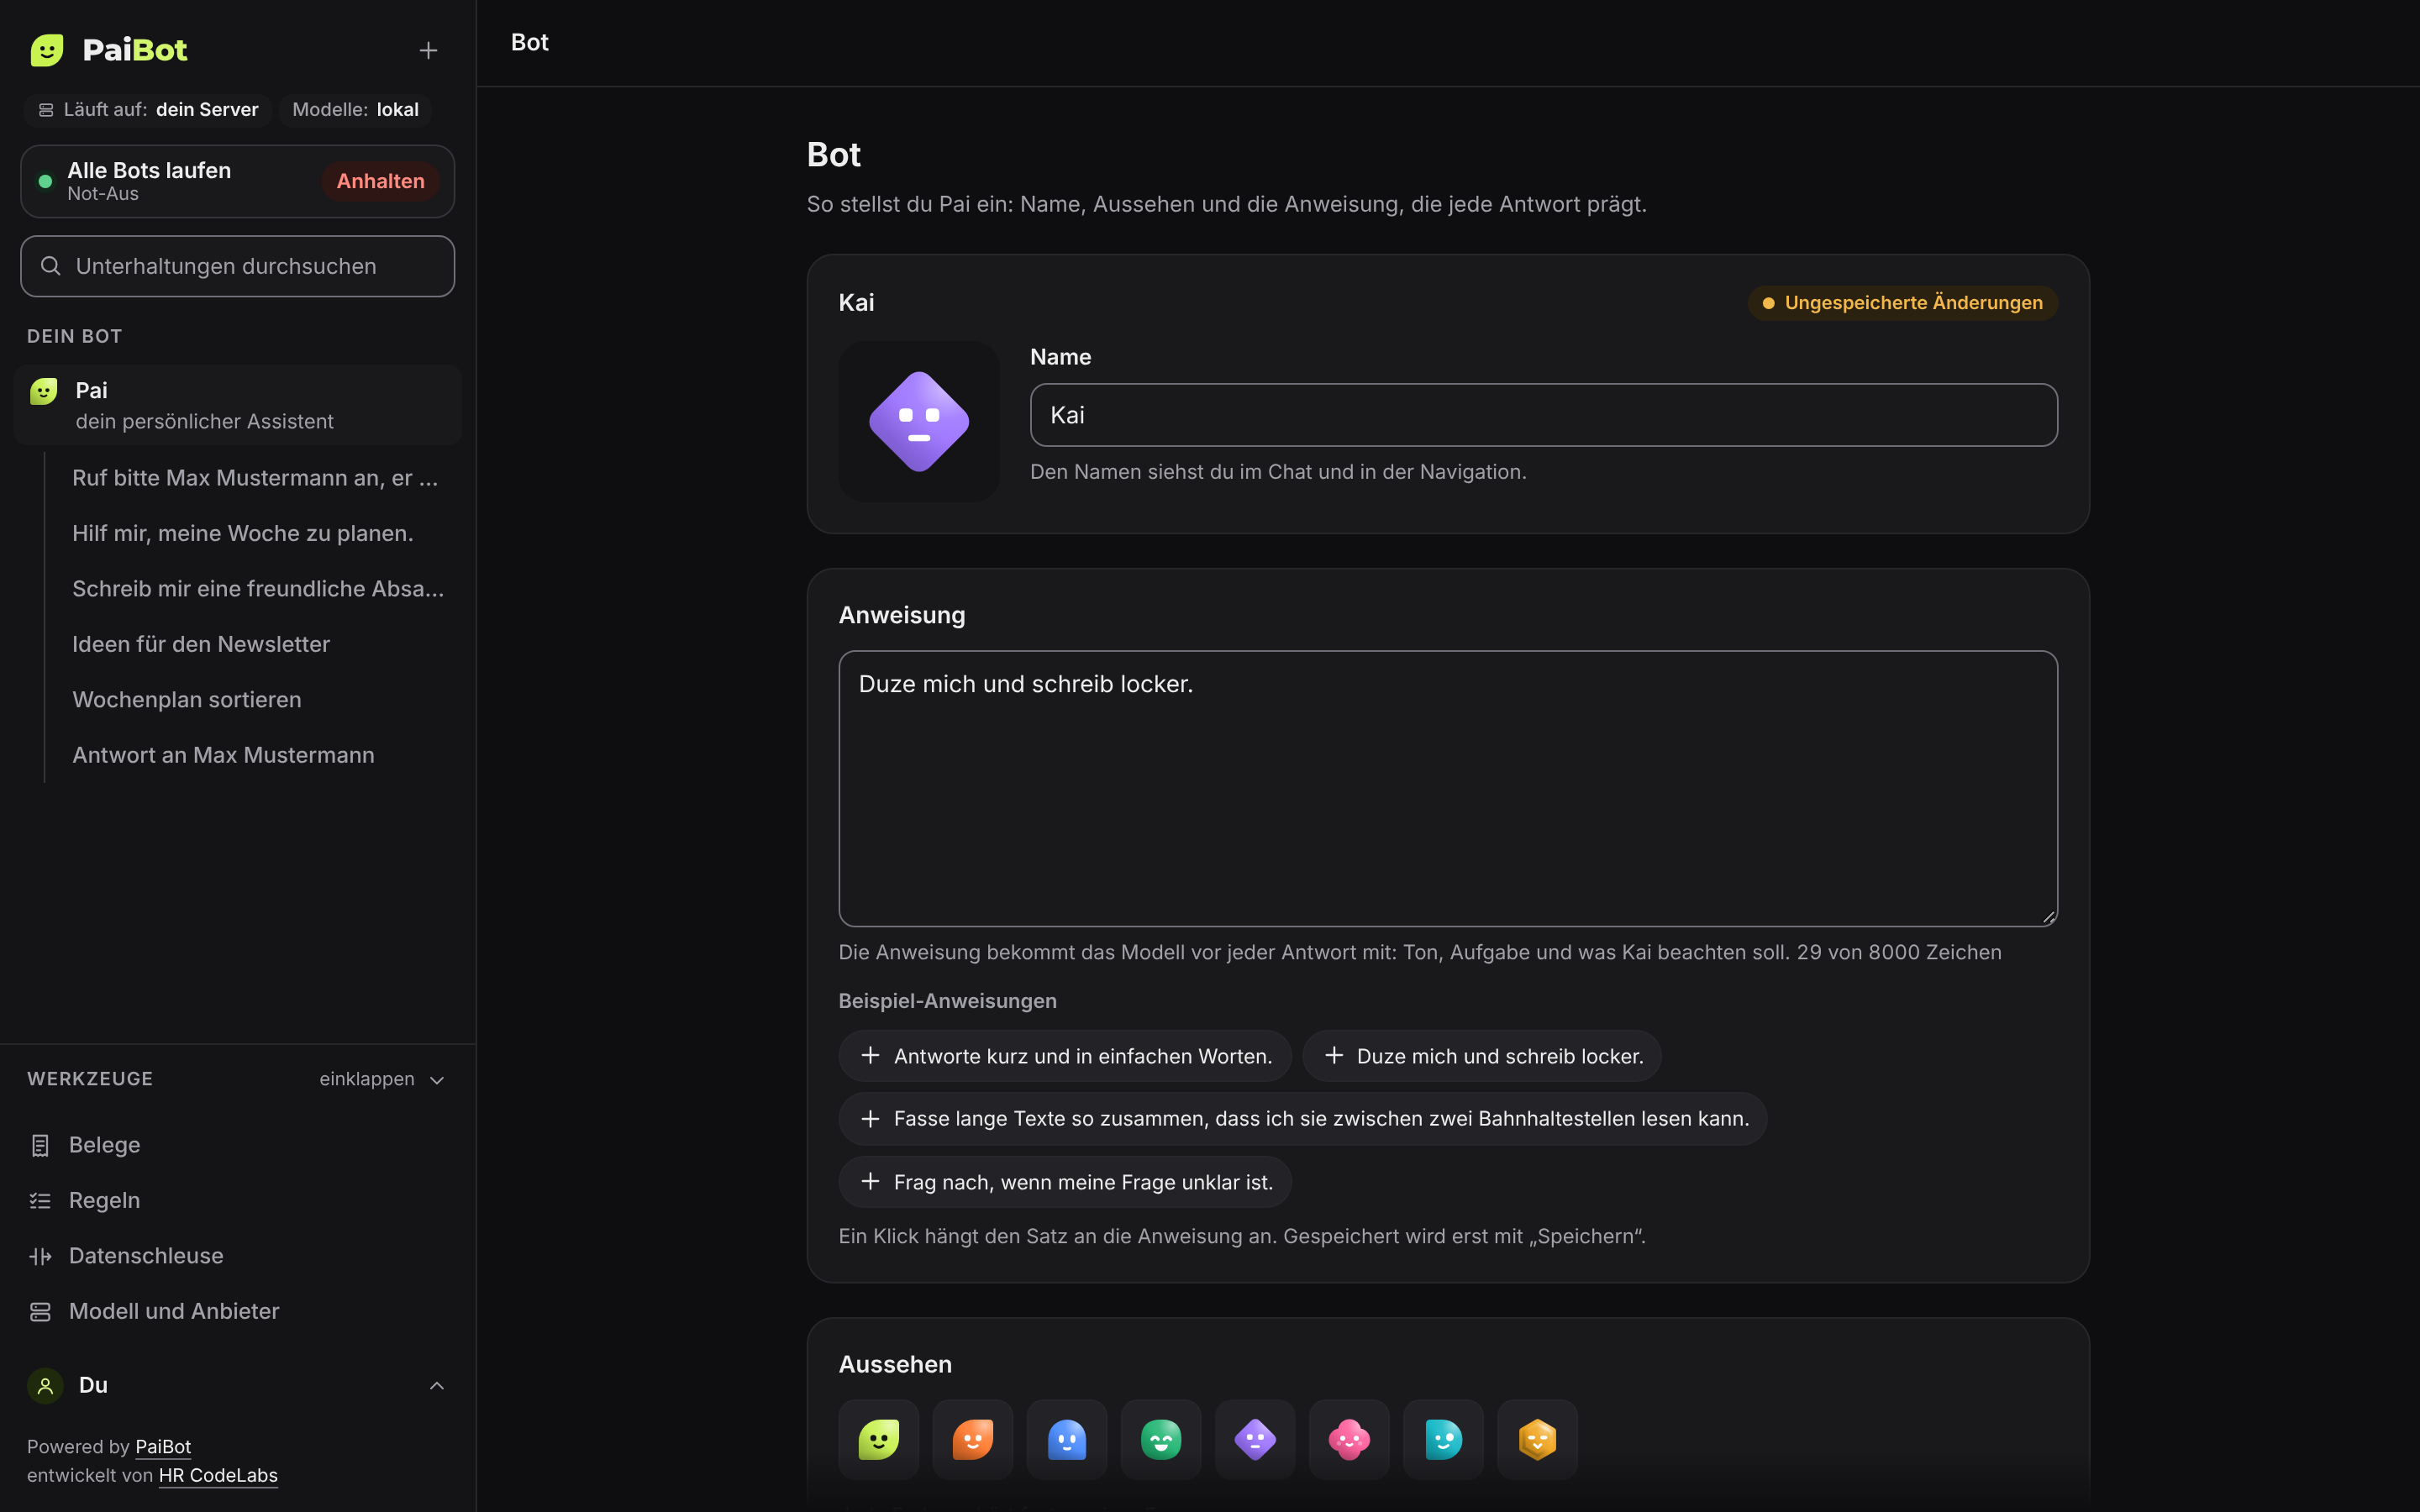 PaiBot
Läuft auf: dein Server
Modelle: lokal
Alle Bots laufen
Not-Aus
Anhalten
Unterhaltungen durchsuchen
DEIN BOT
Pai
dein persönlicher Assistent
Ruf bitte Max Mustermann an, er ...
Hilf mir, meine Woche zu planen.
Schreib mir eine freundliche Absa...
Ideen für den Newsletter
Wochenplan sortieren
Antwort an Max Mustermann
WERKZEUGE
einklappen
Belege
Regeln
Datenschleuse
Modell und Anbieter
Du
Powered by PaiBot
entwickelt von HR CodeLabs
Bot
Bot
So stellst du Pai ein: Name, Aussehen und die Anweisung, die jede Antwort prägt.
Kai
Ungespeicherte Änderungen
Name
Kai
Den Namen siehst du im Chat und in der Navigation.
Anweisung
Duze mich und schreib locker.
Die Anweisung bekommt das Modell vor jeder Antwort mit: Ton, Aufgabe und was Kai beachten soll. 29 von 8000 Zeichen
Beispiel-Anweisungen
Antworte kurz und in einfachen Worten.
Duze mich und schreib locker.
Fasse lange Texte so zusammen, dass ich sie zwischen zwei Bahnhaltestellen lesen kann.
Frag nach, wenn meine Frage unklar ist.
Ein Klick hängt den Satz an die Anweisung an. Gespeichert wird erst mit „Speichern“.
Aussehen